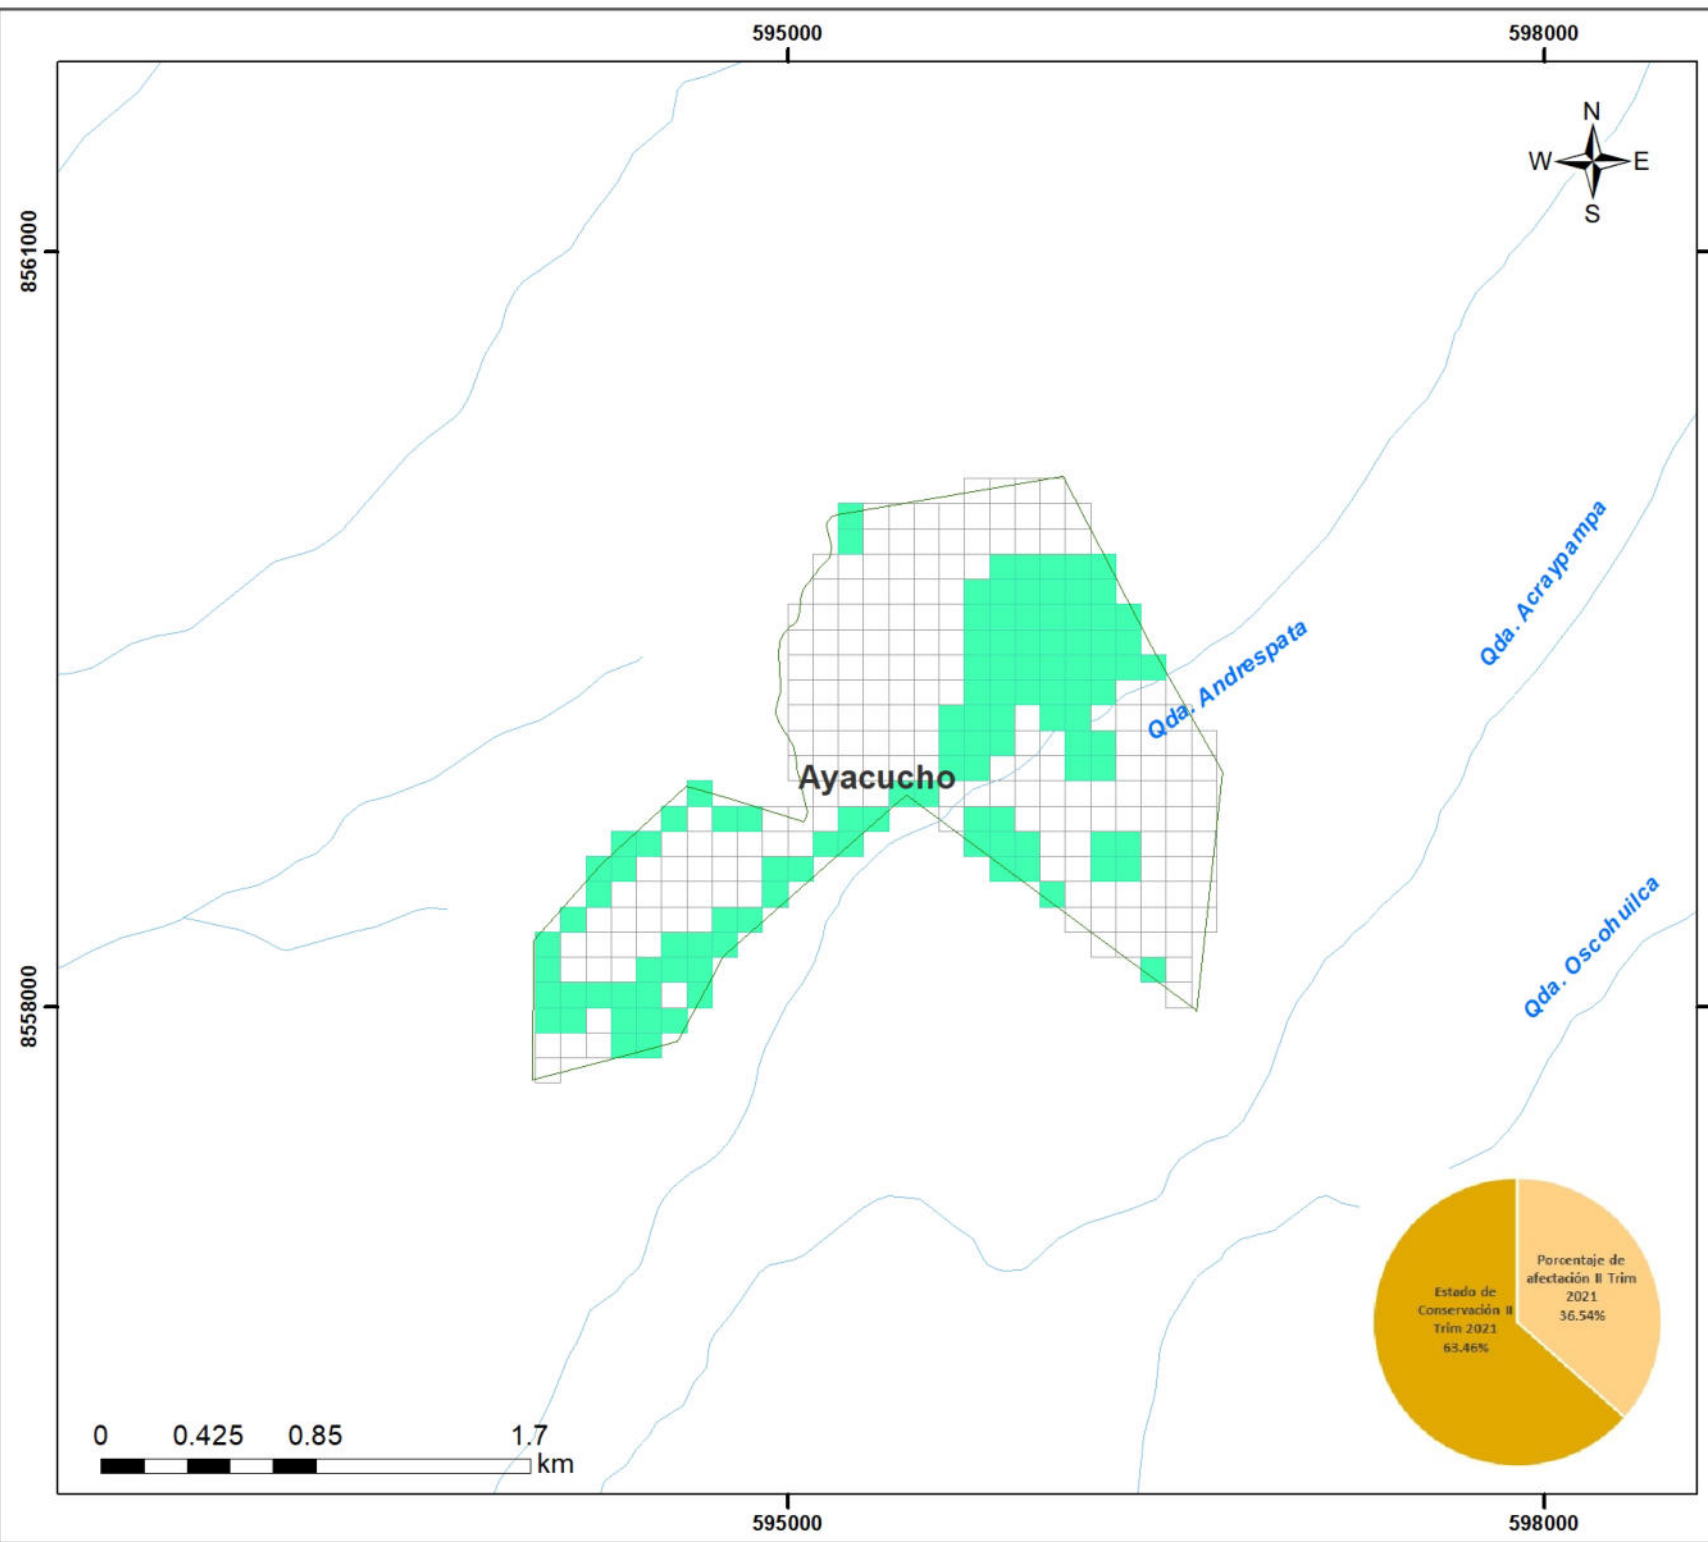 595000
598000
N
W E
S
8561000
Qda. Acraypampa
Qda. Andrespata
Ayacucho
Qda. Oscohuilca
8558000
Porcentaje de
afectación II Trim
2021
36.54%
Estado de
Conservación II
Trim 2021
63.46%
0 0.425 0.85 1.7
km
595000
598000